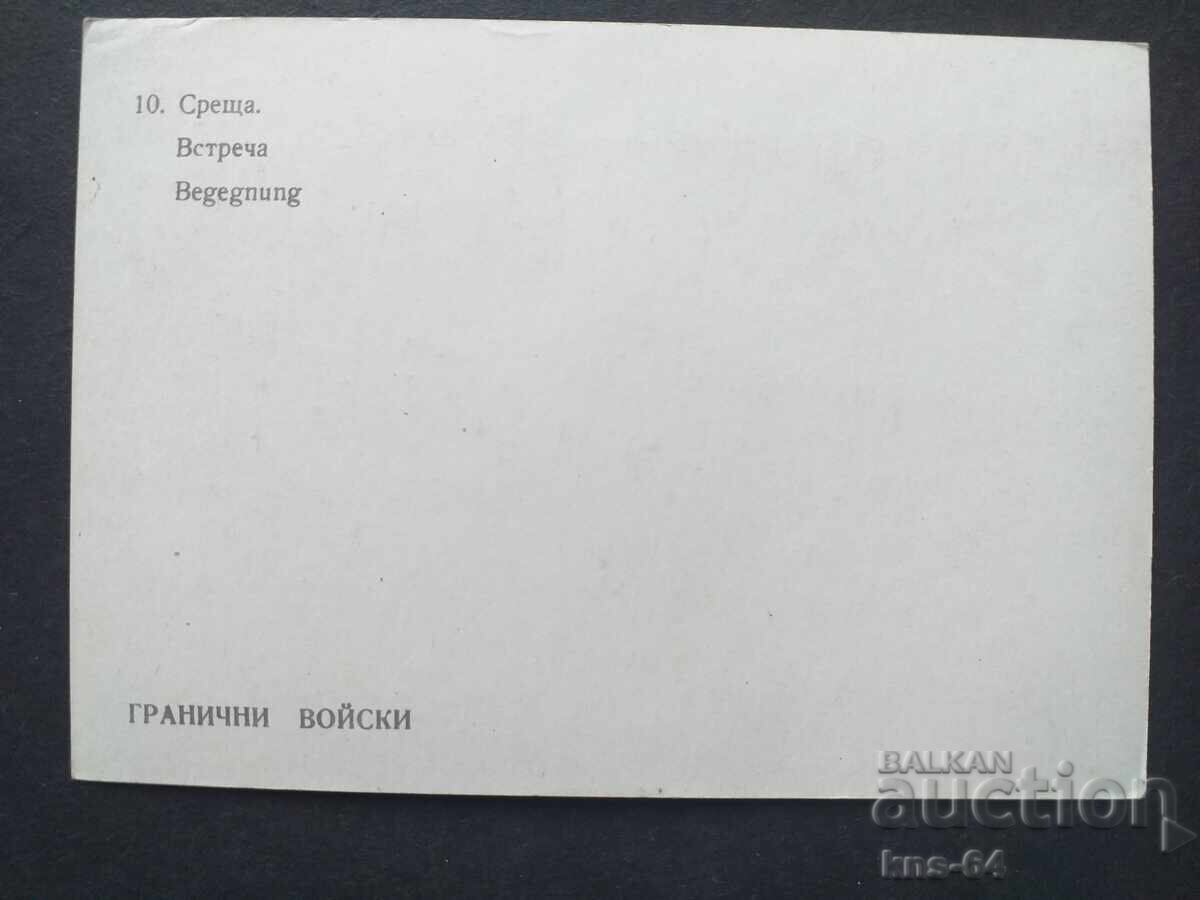 10. Среща.
Встреча
Begegnung
ГРАНИЧНИ ВОЙСКИ
BALKAN
auction
kns-64